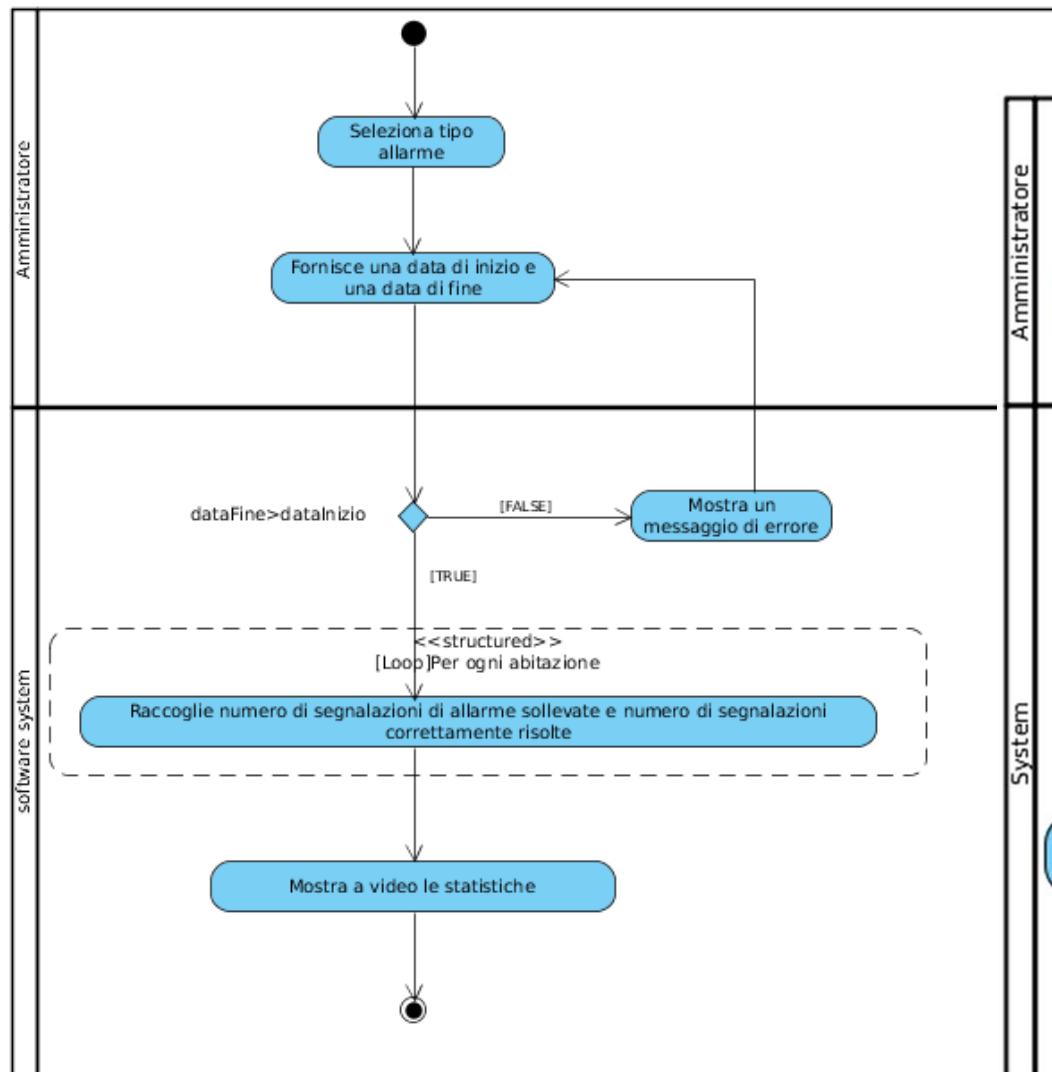 Amministratore
Seleziona tipo
allarme
Fornisce una data di inizio e
una data di fine
software system
dataFine>dataInizio
[FALSE]
Mostra un
messaggio di errore
[TRUE]
<<structured>>
[Loop]Per ogni abitazione
Raccoglie numero di segnalazioni di allarme sollevate e numero di segnalazioni
correttamente risolte
Mostra a video le statistiche
Amministratore
System